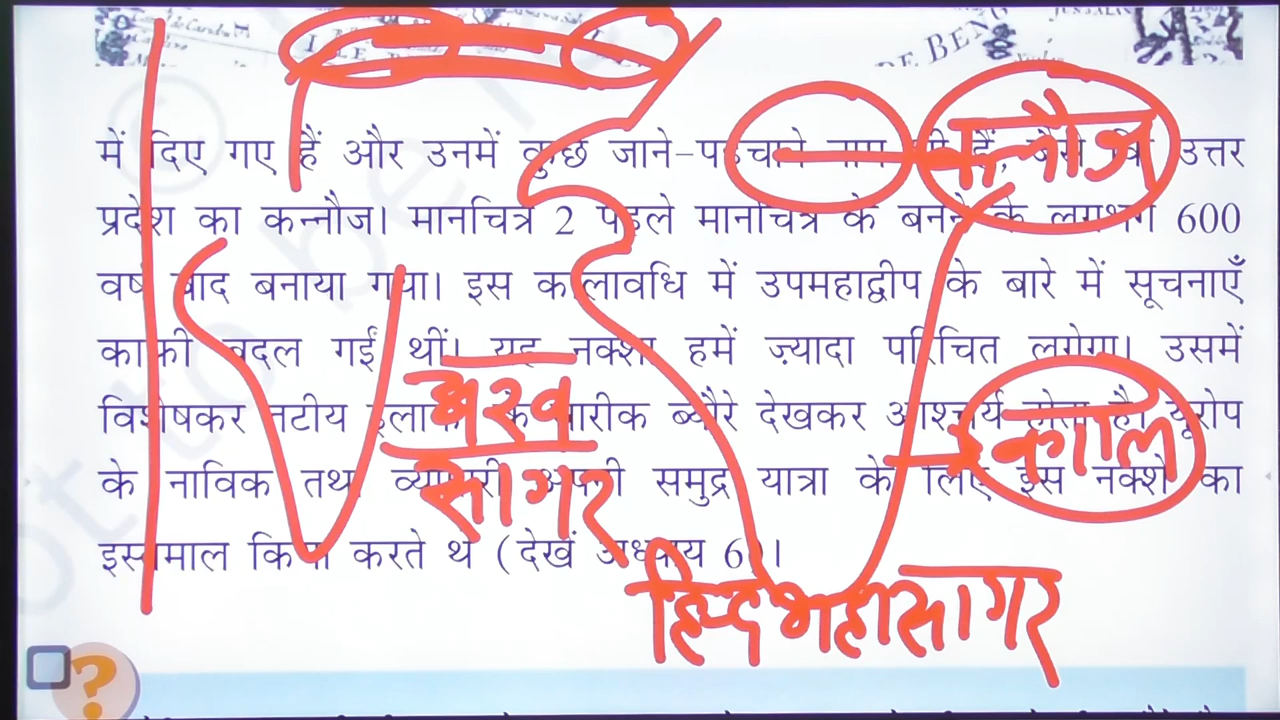 DE BEN
में दिए गए हैं और उनमें कुछ जाने-पहचाने नाम भी हैं, जैसे कि उत्तर
कन्नौज
प्रदेश का कन्नौज। मानचित्र 2 पहले मानचित्र के बनने के लगभग 600
वर्ष बाद बनाया गया। इस कालावधि में उपमहाद्वीप के बारे में सूचनाएँ
काफी बदल गईं थीं। यह नक्शा हमें ज़्यादा परिचित लगेगा। उसमें
अरब
विशेषकर तटीय इलाकों के बारीक ब्यौरे देखकर आश्चर्य होता है। यूरोप
सागर
के नाविक तथा व्यापारी अपनी समुद्र यात्रा के लिए इस नक्शे का
इस्तेमाल किया करते थे (देखें अध्याय 6)।
हिन्द महासागर
?